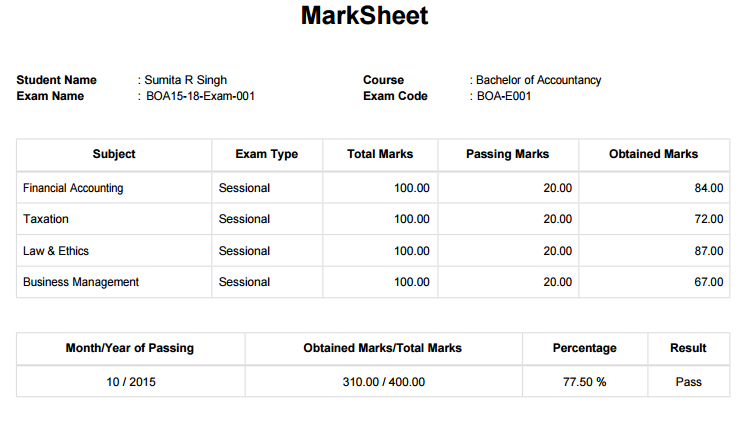 MarkSheet
Student Name : Sumita R Singh Course : Bachelor of Accountancy
Exam Name : BOA15-18-Exam-001 Exam Code : BOA-E001
Subject Exam Type Total Marks Passing Marks Obtained Marks
Financial Accounting Sessional 100.00 20.00 84.00
Taxation Sessional 100.00 20.00 72.00
Law & Ethics Sessional 100.00 20.00 87.00
Business Management Sessional 100.00 20.00 67.00
Month/Year of Passing Obtained Marks/Total Marks Percentage Result
10 / 2015 310.00 / 400.00 77.50 % Pass